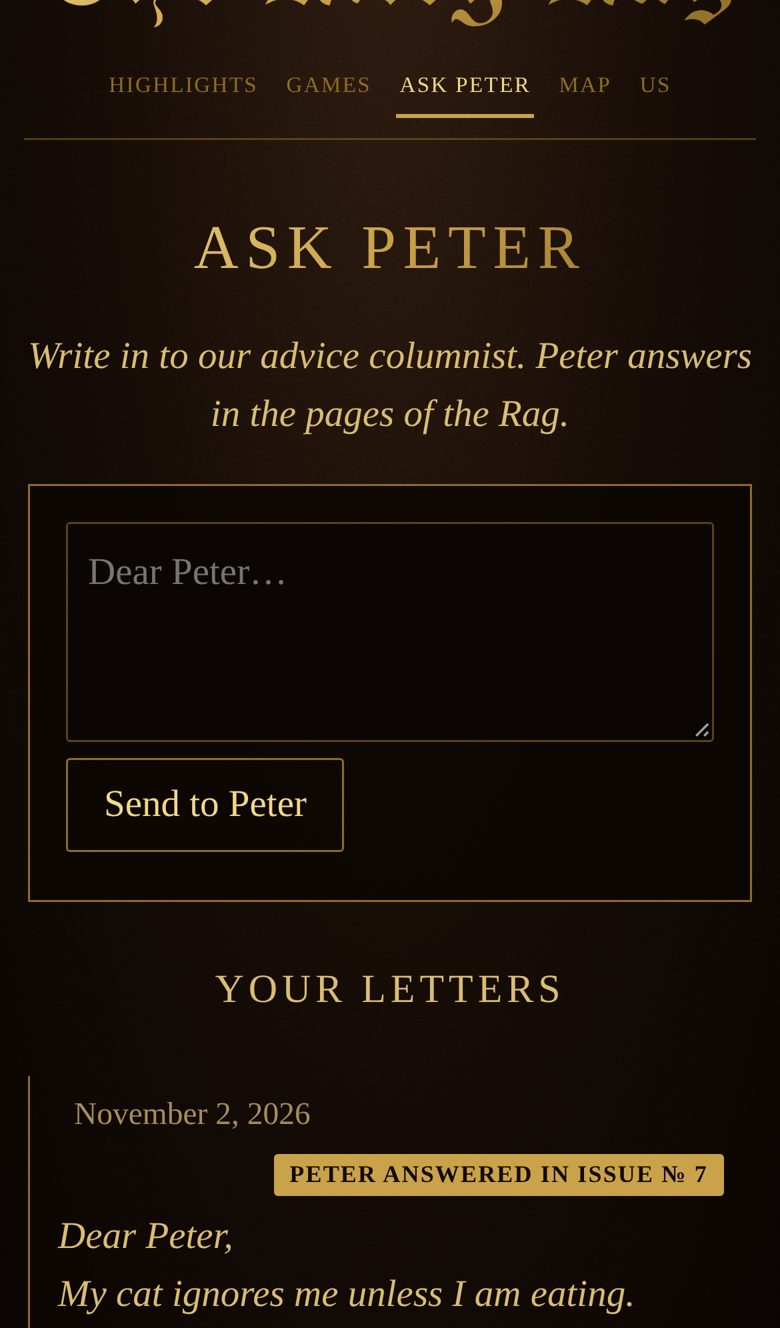 HIGHLIGHTS GAMES ASK PETER MAP US
ASK PETER
Write in to our advice columnist. Peter answers
in the pages of the Rag.
Dear Peter…
Send to Peter
YOUR LETTERS
November 2, 2026
PETER ANSWERED IN ISSUE № 7
Dear Peter,
My cat ignores me unless I am eating.